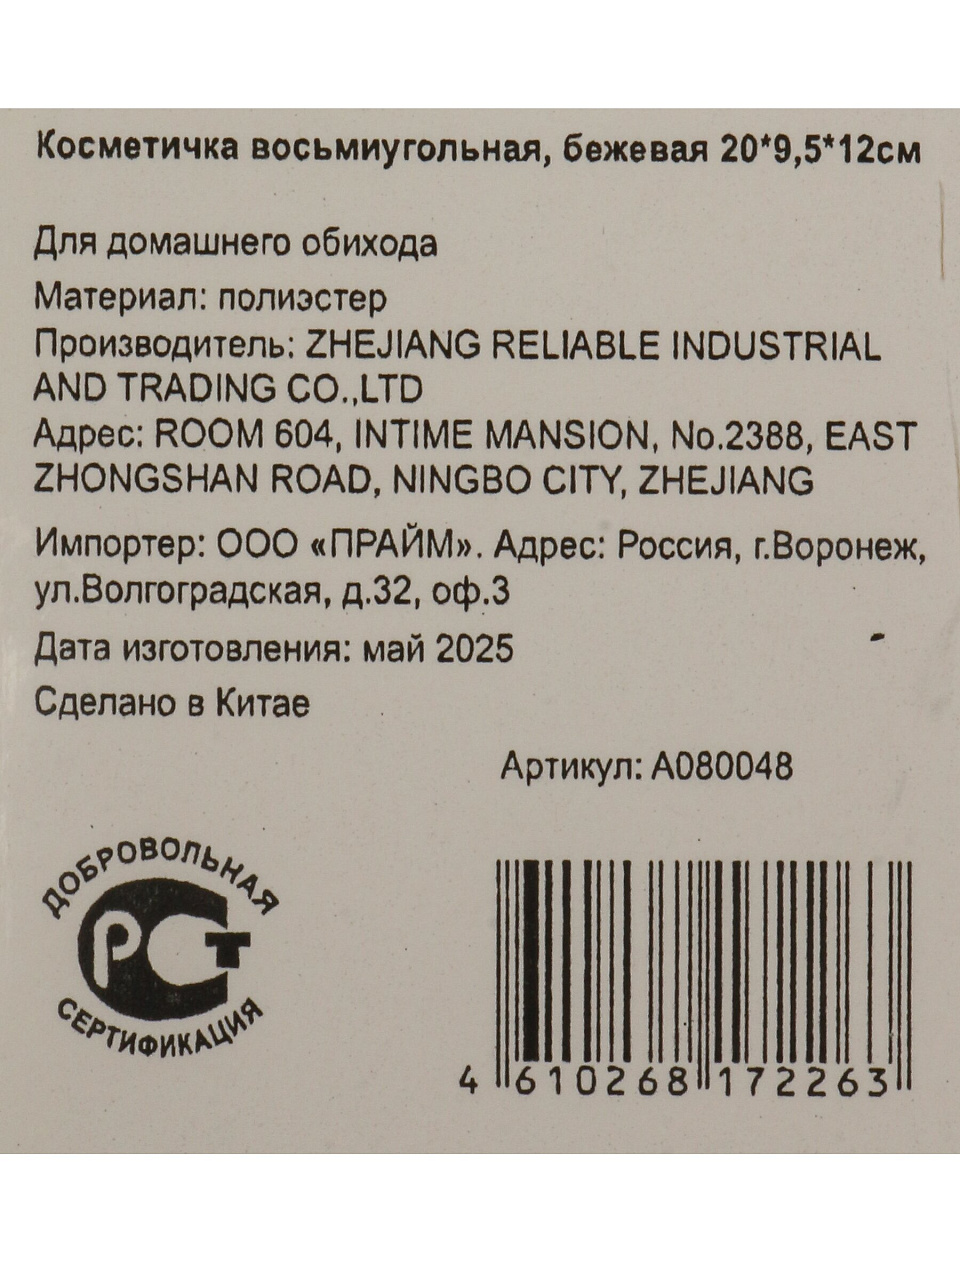 Косметичка восьмиугольная, бежевая 20*9,5*12см
Для домашнего обихода
Материал: полиэстер
Производитель: ZHEJIANG RELIABLE INDUSTRIAL
AND TRADING CO.,LTD
Адрес: ROOM 604, INTIME MANSION, No.2388, EAST
ZHONGSHAN ROAD, NINGBO CITY, ZHEJIANG
Импортер: ООО «ПРАЙМ». Адрес: Россия, г.Воронеж,
ул.Волгоградская, д.32, оф.3
Дата изготовления: май 2025
Сделано в Китае
Артикул: A080048
ДОБРОВОЛЬНАЯ
РСТ
СЕРТИФИКАЦИЯ
4 610268 172263